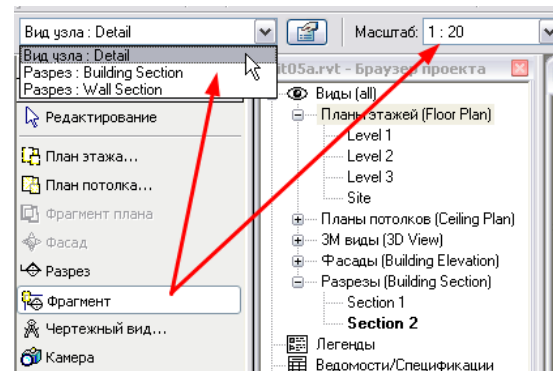 Вид узла : Detail
Масштаб: 1 : 20
Вид узла : Detail
Разрез : Building Section
Разрез : Wall Section
it05a.rvt - Браузер проекта
Редактирование
План этажа...
План потолка...
Фрагмент плана
Фасад
Разрез
Фрагмент
Чертежный вид...
Камера
Виды (all)
Планы этажей (Floor Plan)
Level 1
Level 2
Level 3
Site
Планы потолков (Ceiling Plan)
3М виды (3D View)
Фасады (Building Elevation)
Разрезы (Building Section)
Section 1
Section 2
Легенды
Ведомости/Спецификации